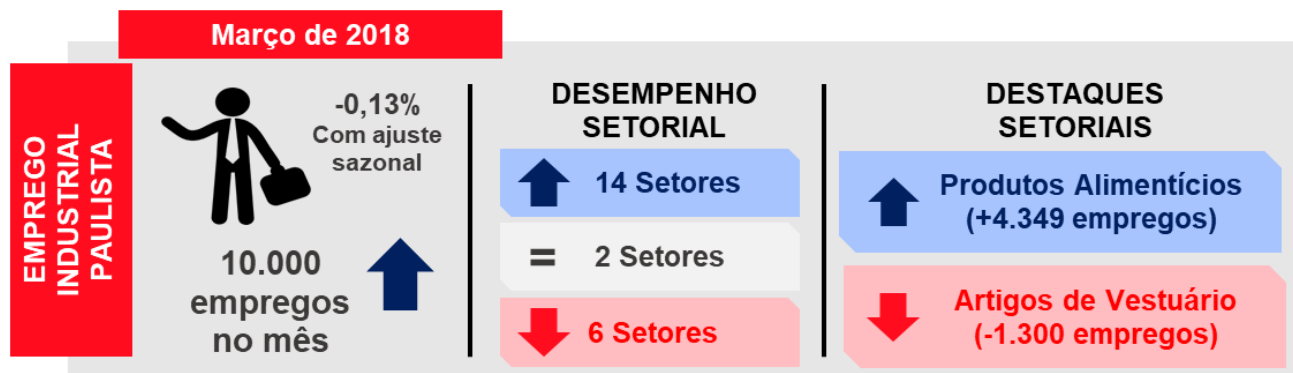 Março de 2018
EMPREGO
INDUSTRIAL
PAULISTA
-0,13%
Com ajuste
sazonal
10.000
empregos
no mês
DESEMPENHO
SETORIAL
14 Setores
= 2 Setores
6 Setores
DESTAQUES
SETORIAIS
Produtos Alimentícios
(+4.349 empregos)
Artigos de Vestuário
(-1.300 empregos)